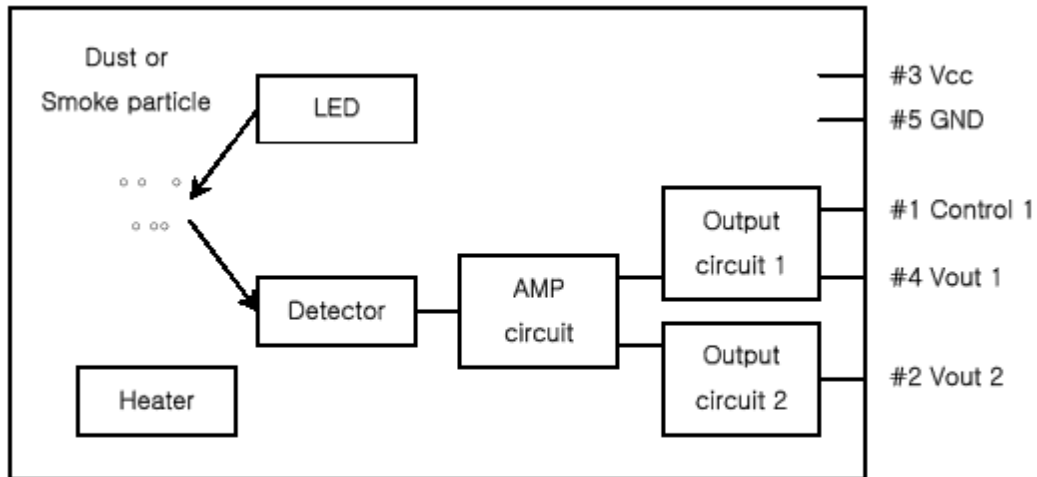 Dust or
Smoke particle
LED
#3 Vcc
#5 GND
Output
circuit 1
#1 Control 1
#4 Vout 1
AMP
circuit
Detector
Output
circuit 2
#2 Vout 2
Heater